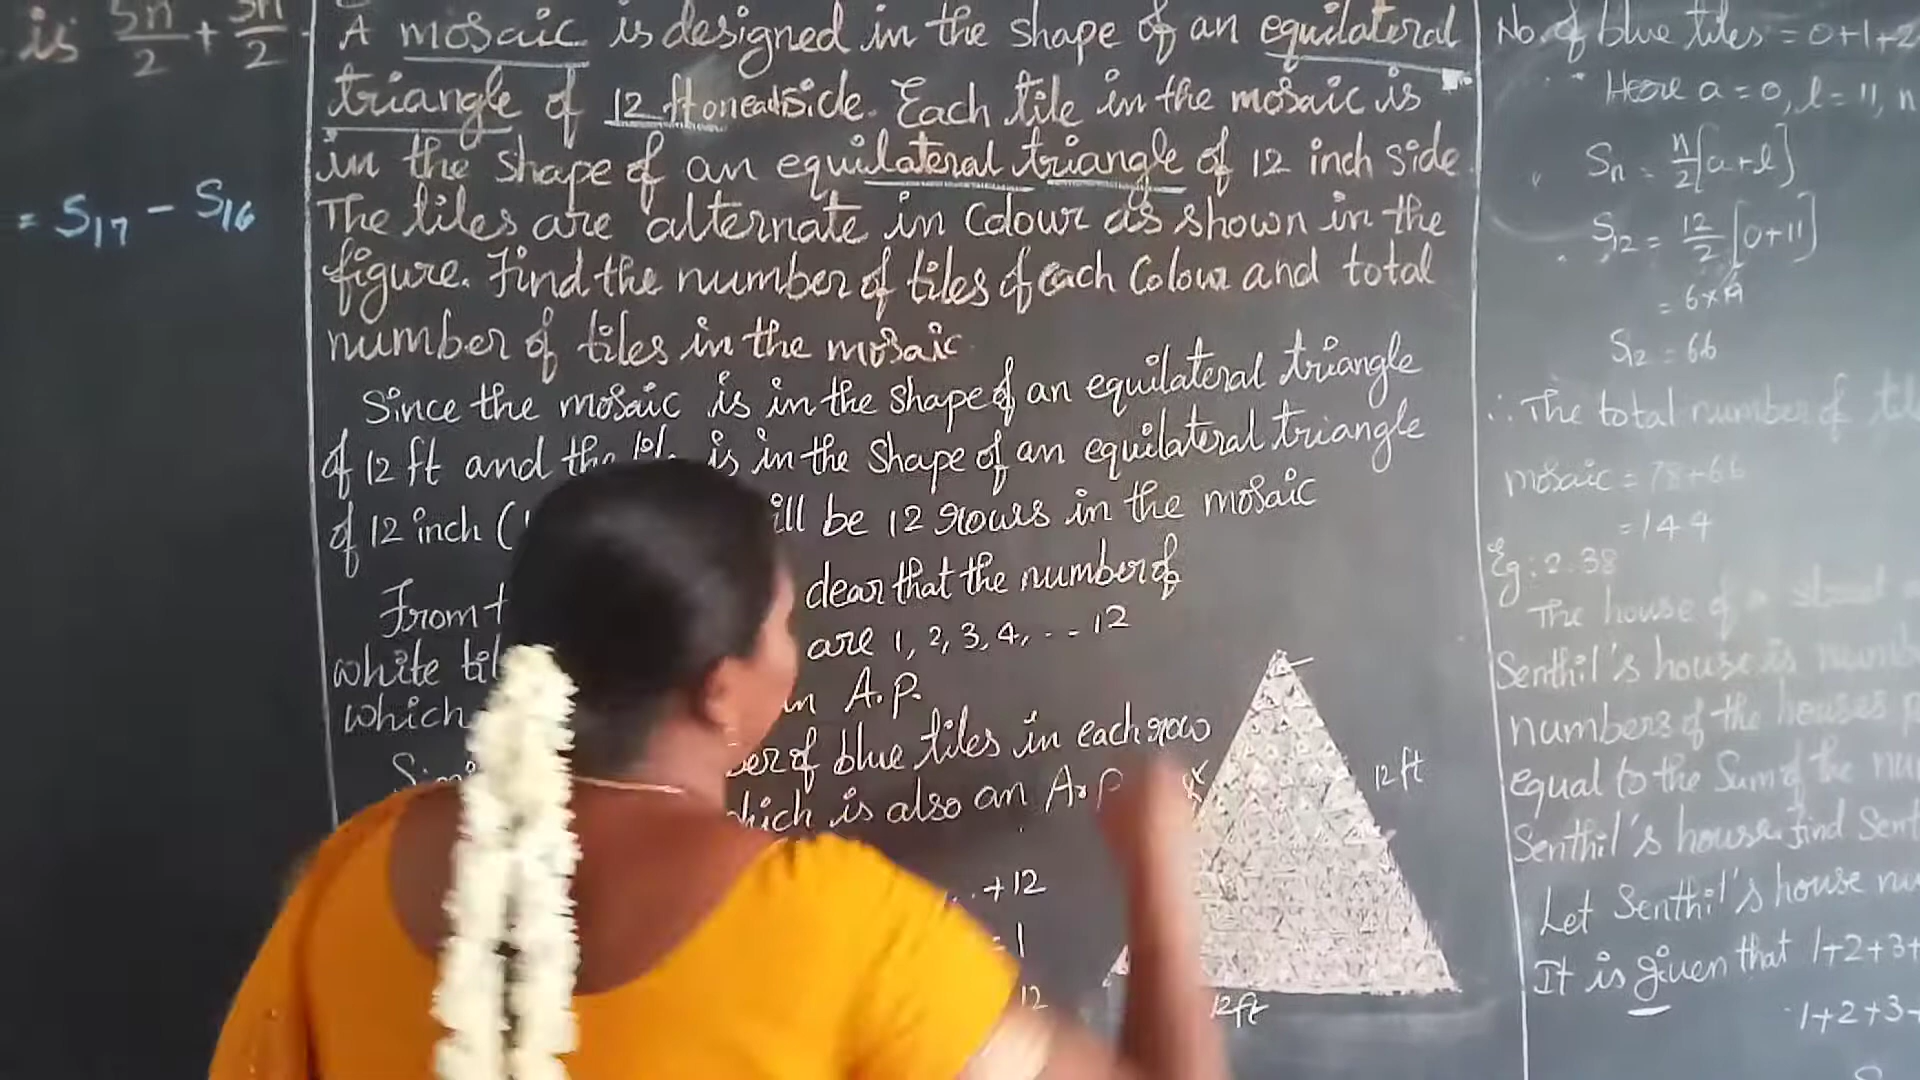 is 5n/2 + 3n/2
= S17 - S16
A mosaic is designed in the shape of an equilateral
triangle of 12 ft on each side. Each tile in the mosaic is
in the shape of an equilateral triangle of 12 inch side.
The tiles are alternate in Colour as shown in the
figure. Find the number of tiles of each Colour and total
number of tiles in the mosaic.
Since the mosaic is in the shape of an equilateral triangle
of 12 ft and the is in the Shape of an equilateral triangle
of 12 inch ( be 12 rows in the mosaic
From clear that the number of
white are 1, 2, 3, 4, ... 12
which an A.P.
of blue tiles in each row
which is also an A.P
... + 12
1
12
12 ft
12ft
No. of blue tiles = 0+1+2
Here a = 0, l = 11, n
Sn = n/2 [a+l]
S12 = 12/2 [0+11]
= 6×11
S12 = 66
∴ The total number of
mosaic = 78+66
= 144
Eg: 2.38
The house of a street
Senthil's house is
numbers of the houses
equal to the Sum of the
Senthil's house. Find
Let Senthil's house
It is given that 1+2+3+
1+2+3+